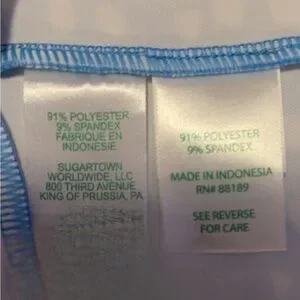 91% POLYESTER
9% SPANDEX
FABRIQUE EN
INDONESIE
SUGARTOWN
WORLDWIDE, LLC
800 THIRD AVENUE
KING OF PRUSSIA, PA
91% POLYESTER
9% SPANDEX
MADE IN INDONESIA
RN# 88189
SEE REVERSE
FOR CARE